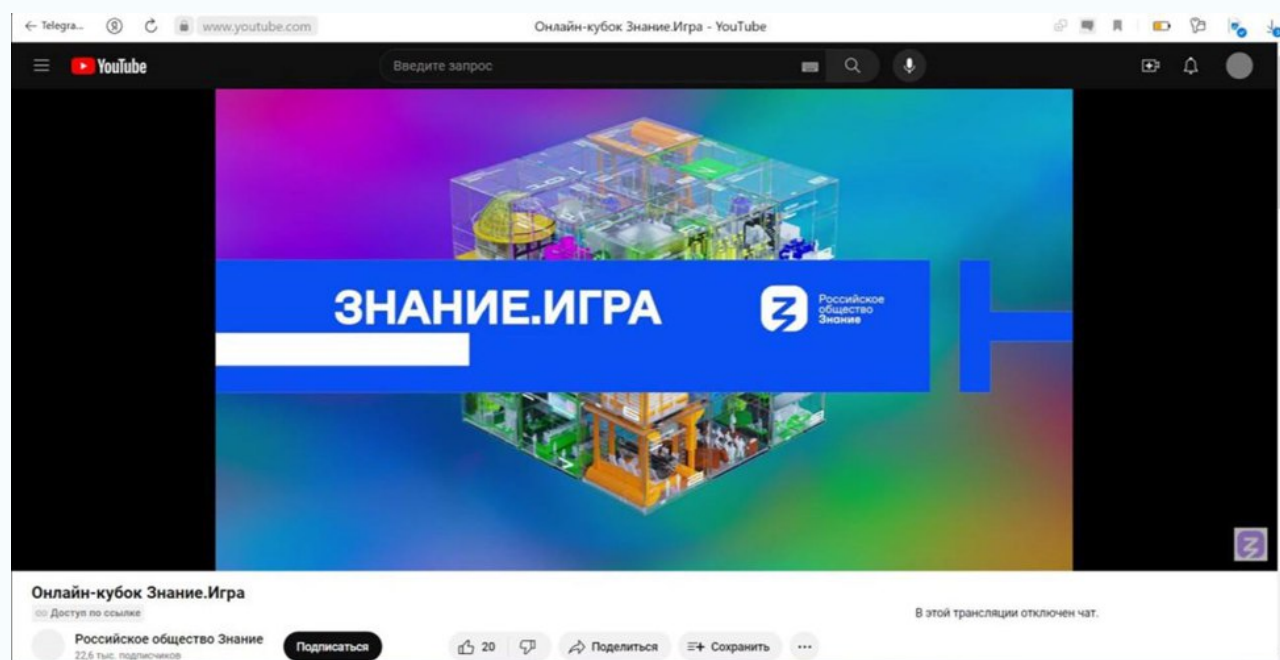 ← Telegra...
www.youtube.com
Онлайн-кубок Знание.Игра - YouTube
YouTube
Введите запрос
ЗНАНИЕ.ИГРА
Российское
общество
Знание
Онлайн-кубок Знание.Игра
Доступ по ссылке
В этой трансляции отключен чат.
Российское общество Знание
22,6 тыс. подписчиков
Подписаться
20
Поделиться
Сохранить